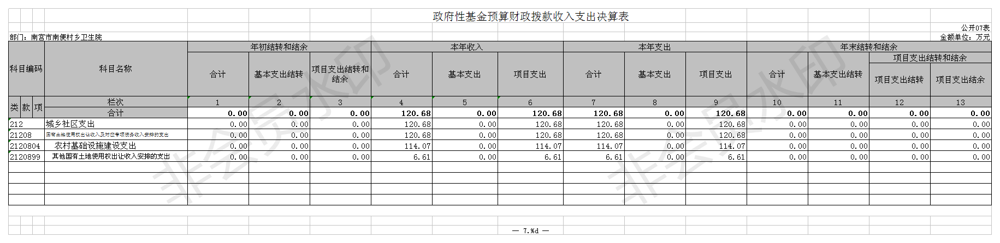 政府性基金预算财政拨款收入支出决算表
公开07表
部门：南宫市南便村乡卫生院 金额单位：万元
科目编码 科目名称 年初结转和结余 本年收入 本年支出 年末结转和结余
合计 基本支出结转 项目支出结转和结余 合计 基本支出 项目支出 合计 基本支出 项目支出 合计 基本支出结转 项目支出结转和结余
项目支出结转 项目支出结余
类 款 项 栏次 1 2 3 4 5 6 7 8 9 10 11 12 13
合计 0.00 0.00 0.00 120.68 0.00 120.68 120.68 0.00 120.68 0.00 0.00 0.00 0.00
212 城乡社区支出 0.00 0.00 0.00 120.68 0.00 120.68 120.68 0.00 120.68 0.00 0.00 0.00 0.00
21208 国有土地使用权出让收入及对应专项债务收入安排的支出 0.00 0.00 0.00 120.68 0.00 120.68 120.68 0.00 120.68 0.00 0.00 0.00 0.00
2120804 农村基础设施建设支出 0.00 0.00 0.00 114.07 0.00 114.07 114.07 0.00 114.07 0.00 0.00 0.00 0.00
2120899 其他国有土地使用权出让收入安排的支出 0.00 0.00 0.00 6.61 0.00 6.61 6.61 0.00 6.61 0.00 0.00 0.00 0.00
非会员水印 非会员水印
— 7.%d —